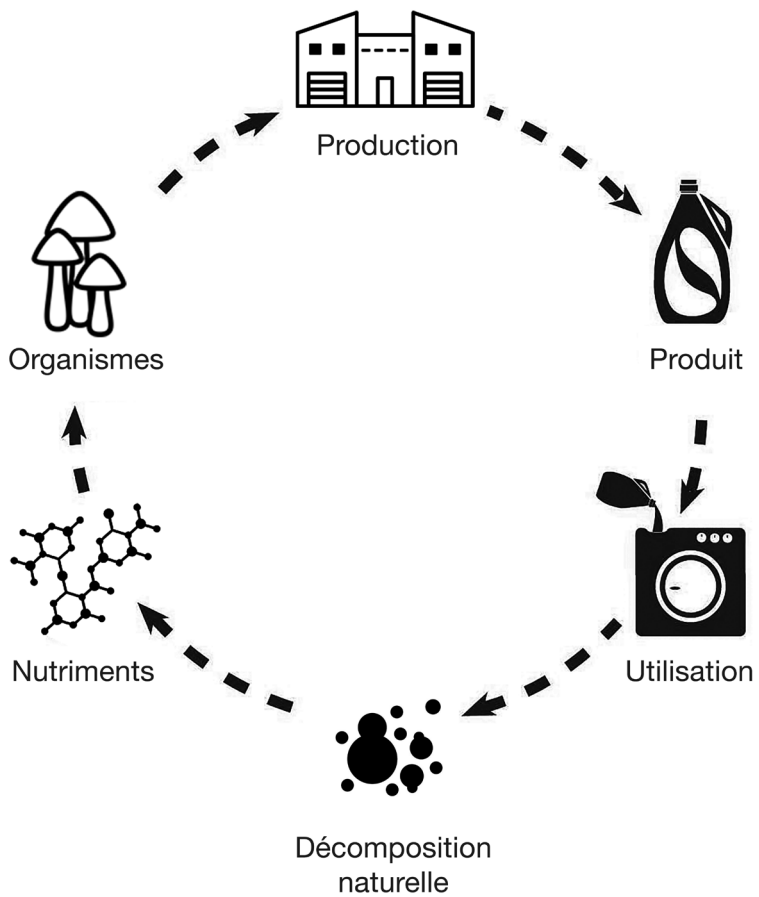 Production
Organismes
Produit
Nutriments
Utilisation
Décomposition
naturelle